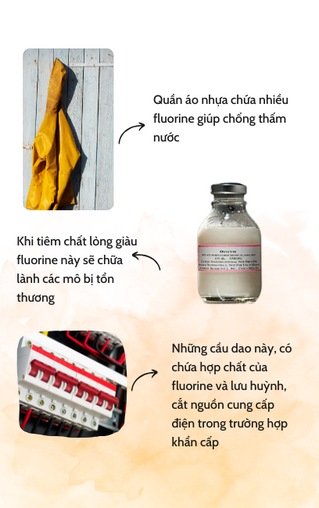 Quần áo nhựa chứa nhiều
fluorine giúp chống thấm
nước
Khi tiêm chất lỏng giàu
fluorine này sẽ chữa
lành các mô bị tổn
thương
Những cầu dao này, có
chứa hợp chất của
fluorine và lưu huỳnh,
cắt nguồn cung cấp
điện trong trường hợp
khẩn cấp